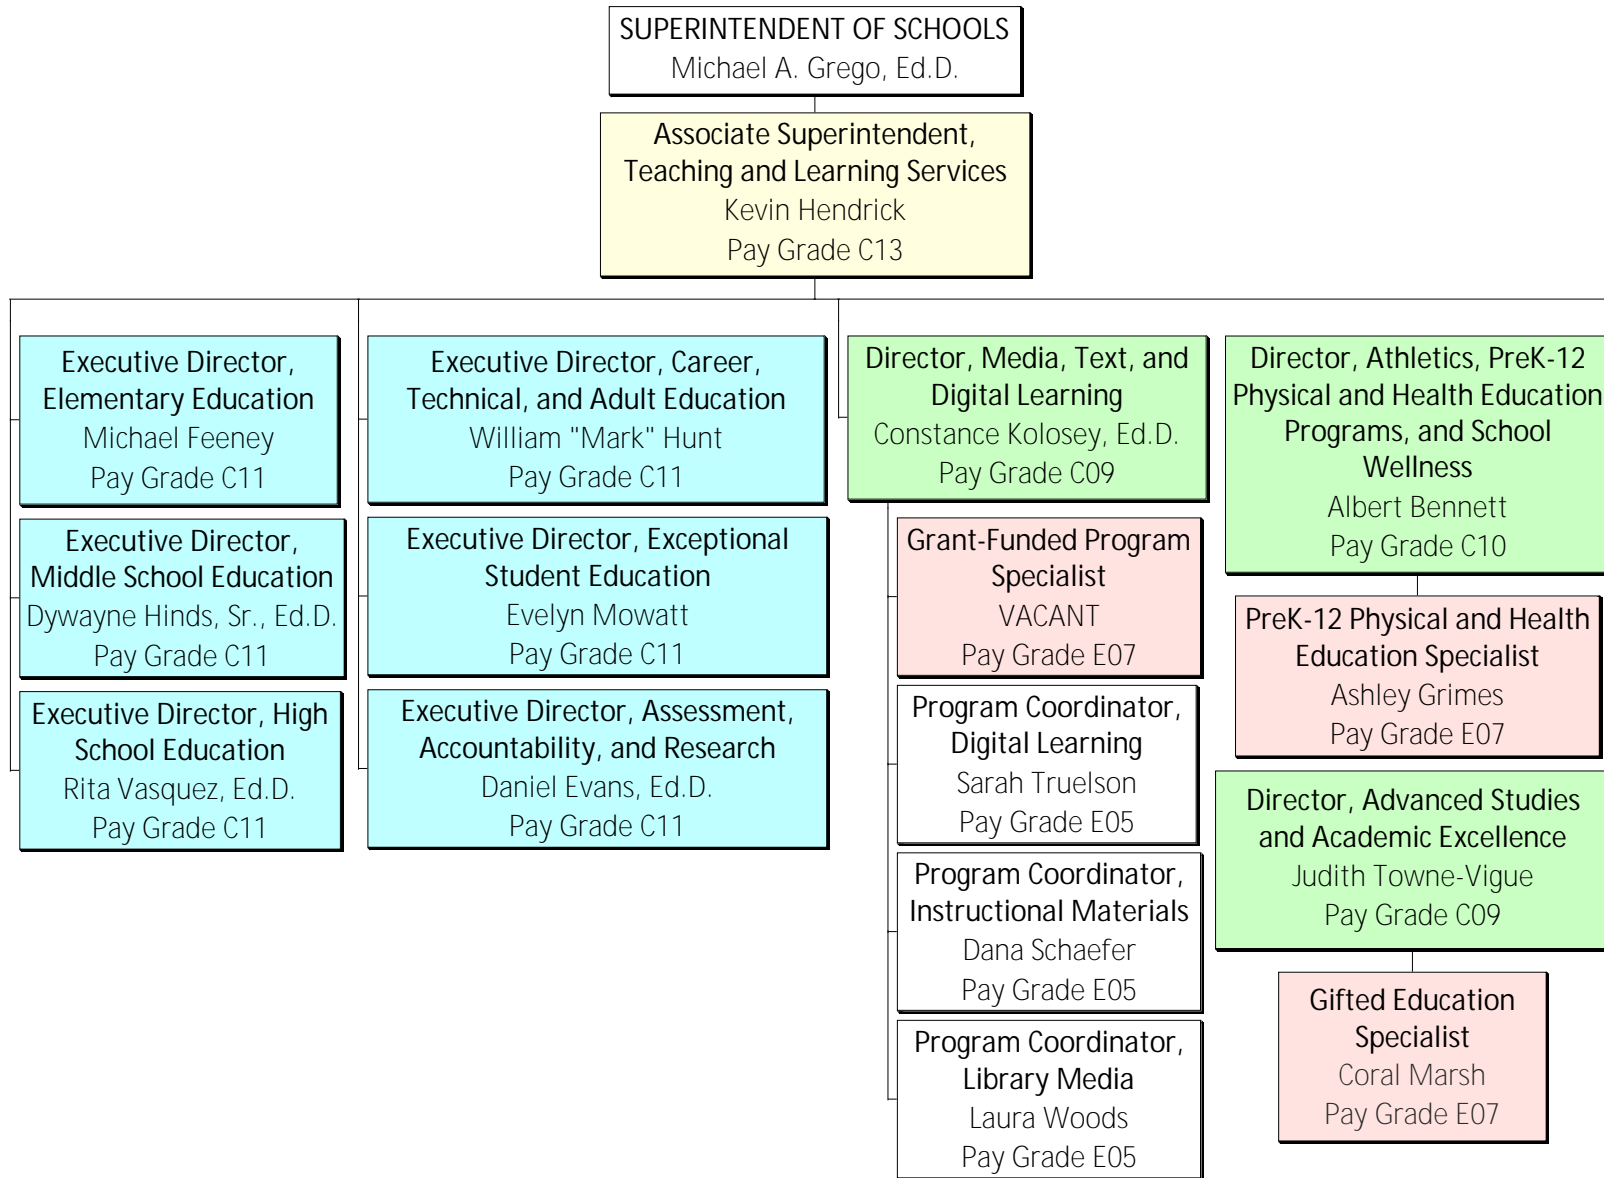 SUPERINTENDENT OF SCHOOLS
Michael A. Grego, Ed.D.
Associate Superintendent,
Teaching and Learning Services
Kevin Hendrick
Pay Grade C13
Executive Director,
Elementary Education
Michael Feeney
Pay Grade C11
Executive Director,
Middle School Education
Dywayne Hinds, Sr., Ed.D.
Pay Grade C11
Executive Director, High
School Education
Rita Vasquez, Ed.D.
Pay Grade C11
Executive Director, Career,
Technical, and Adult Education
William "Mark" Hunt
Pay Grade C11
Executive Director, Exceptional
Student Education
Evelyn Mowatt
Pay Grade C11
Executive Director, Assessment,
Accountability, and Research
Daniel Evans, Ed.D.
Pay Grade C11
Director, Media, Text, and
Digital Learning
Constance Kolosey, Ed.D.
Pay Grade C09
Grant-Funded Program
Specialist
VACANT
Pay Grade E07
Program Coordinator,
Digital Learning
Sarah Truelson
Pay Grade E05
Program Coordinator,
Instructional Materials
Dana Schaefer
Pay Grade E05
Program Coordinator,
Library Media
Laura Woods
Pay Grade E05
Director, Athletics, PreK-12
Physical and Health Education
Programs, and School
Wellness
Albert Bennett
Pay Grade C10
PreK-12 Physical and Health
Education Specialist
Ashley Grimes
Pay Grade E07
Director, Advanced Studies
and Academic Excellence
Judith Towne-Vigue
Pay Grade C09
Gifted Education
Specialist
Coral Marsh
Pay Grade E07